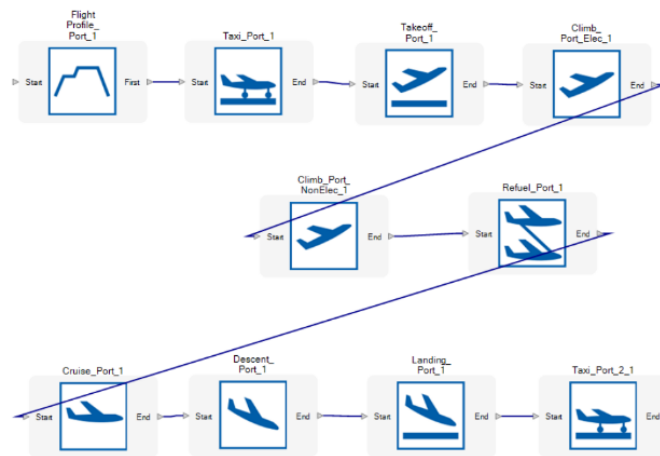 Flight
Profile_
Port_1
Taxi_Port_1
Takeoff_
Port_1
Climb_
Port_Elec_1
Start
First
Start
End
Start
End
Start
End
Climb_Port_
NonElec_1
Refuel_Port_1
Start
End
Start
End
Cruise_Port_1
Descent_
Port_1
Landing_
Port_1
Taxi_Port_2_1
Start
End
Start
End
Start
End
Start
End